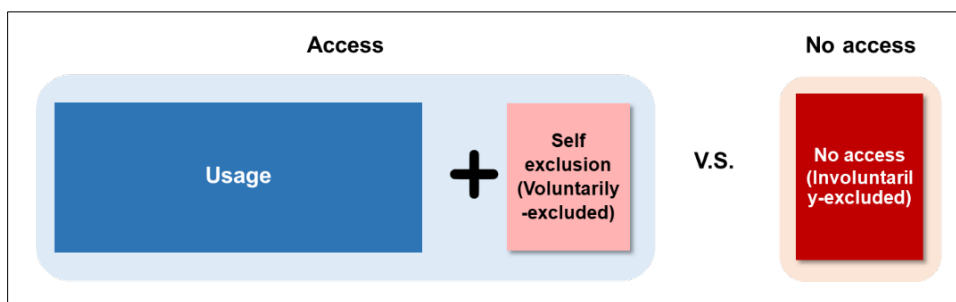 Access
No access
Usage
Self
exclusion
(Voluntarily
-excluded)
V.S.
No access
(Involuntaril
y-excluded)